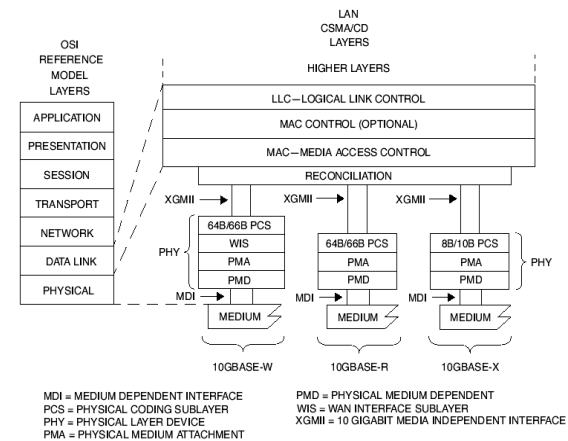 LAN
CSMA/CD
LAYERS
OSI
REFERENCE
MODEL
LAYERS
HIGHER LAYERS
LLC—LOGICAL LINK CONTROL
MAC CONTROL (OPTIONAL)
MAC—MEDIA ACCESS CONTROL
RECONCILIATION
APPLICATION
PRESENTATION
SESSION
TRANSPORT
NETWORK
DATA LINK
PHYSICAL
XGMII
XGMII
XGMII
PHY
64B/66B PCS
WIS
PMA
PMD
MDI
MEDIUM
10GBASE-W
64B/66B PCS
PMA
PMD
MDI
MEDIUM
10GBASE-R
8B/10B PCS
PMA
PMD
PHY
MDI
MEDIUM
10GBASE-X
MDI = MEDIUM DEPENDENT INTERFACE
PCS = PHYSICAL CODING SUBLAYER
PHY = PHYSICAL LAYER DEVICE
PMA = PHYSICAL MEDIUM ATTACHMENT
PMD = PHYSICAL MEDIUM DEPENDENT
WIS = WAN INTERFACE SUBLAYER
XGMII = 10 GIGABIT MEDIA INDEPENDENT INTERFACE